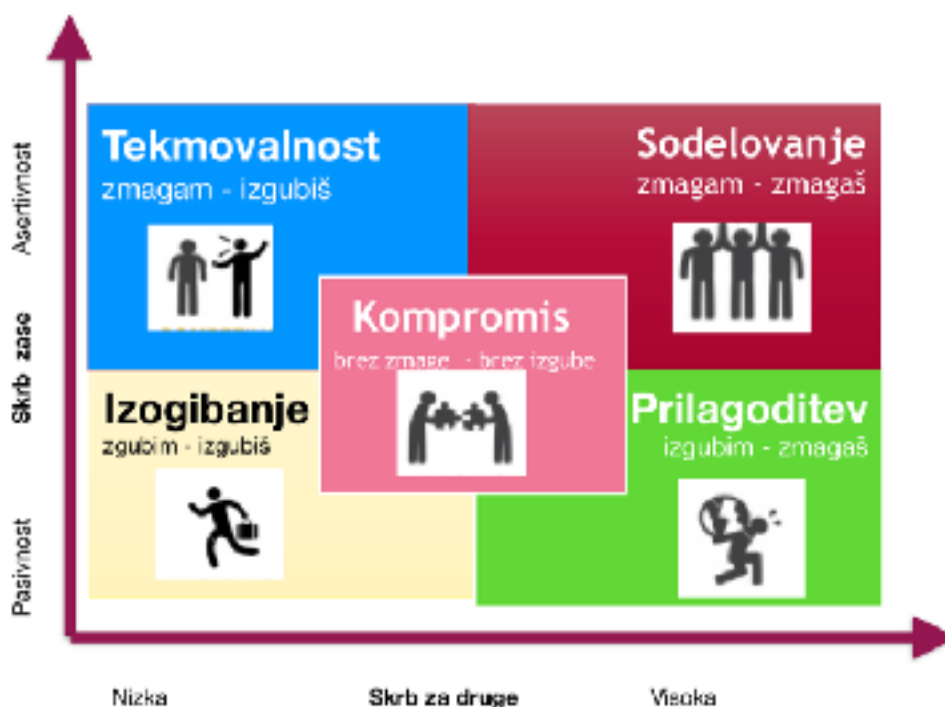 Tekmovalnost
zmagam - izgubiš
Sodelovanje
zmagam - zmagaš
Kompromis
brez zmage - brez izgube
Izogibanje
zgubim - izgubiš
Prilagoditev
izgubim - zmagaš
Asertivnost
Skrb zase
Pasivnost
Nizka
Skrb za druge
Visoka